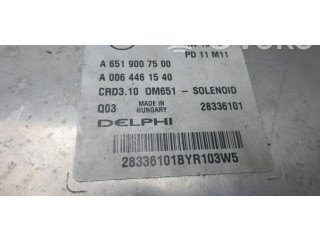 A 651 900 75 00
PD 11 M11
A 006 446 15 40
CRD3.10 OM651 - SOLENOID
Q03 MADE IN HUNGARY 28336101
DELPHI
28336101BYR103W5